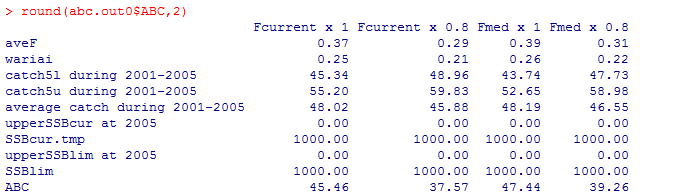 > round(abc.out0$ABC,2)
Fcurrent x 1 Fcurrent x 0.8 Fmed x 1 Fmed x 0.8
aveF 0.37 0.29 0.39 0.31
wariai 0.25 0.21 0.26 0.22
catch5l during 2001-2005 45.34 48.96 43.74 47.73
catch5u during 2001-2005 55.20 59.83 52.65 58.98
average catch during 2001-2005 48.02 45.88 48.19 46.55
upperSSBcur at 2005 0.00 0.00 0.00 0.00
SSBcur.tmp 1000.00 1000.00 1000.00 1000.00
upperSSBlim at 2005 0.00 0.00 0.00 0.00
SSBlim 1000.00 1000.00 1000.00 1000.00
ABC 45.46 37.57 47.44 39.26